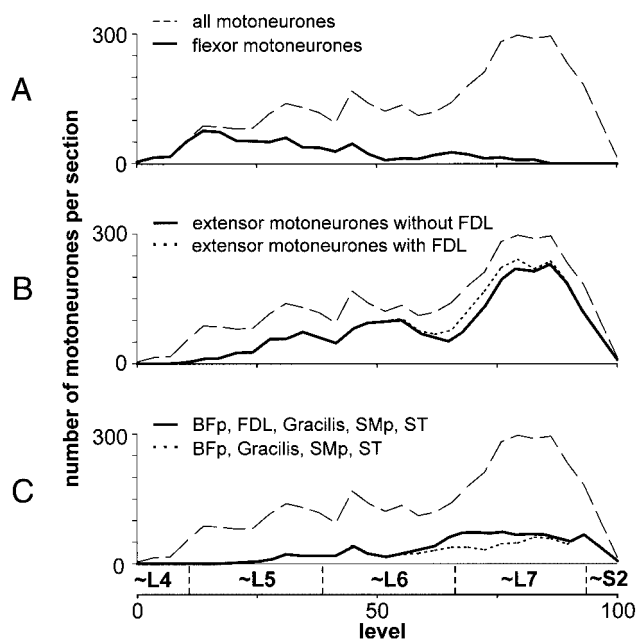 A
300
all motoneurones
flexor motoneurones
0
number of motoneurones per section
B
300
extensor motoneurones without FDL
extensor motoneurones with FDL
0
C
300
BFp, FDL, Gracilis, SMp, ST
BFp, Gracilis, SMp, ST
0
~L4 ~L5 ~L6 ~L7 ~S2
0 50 100
level